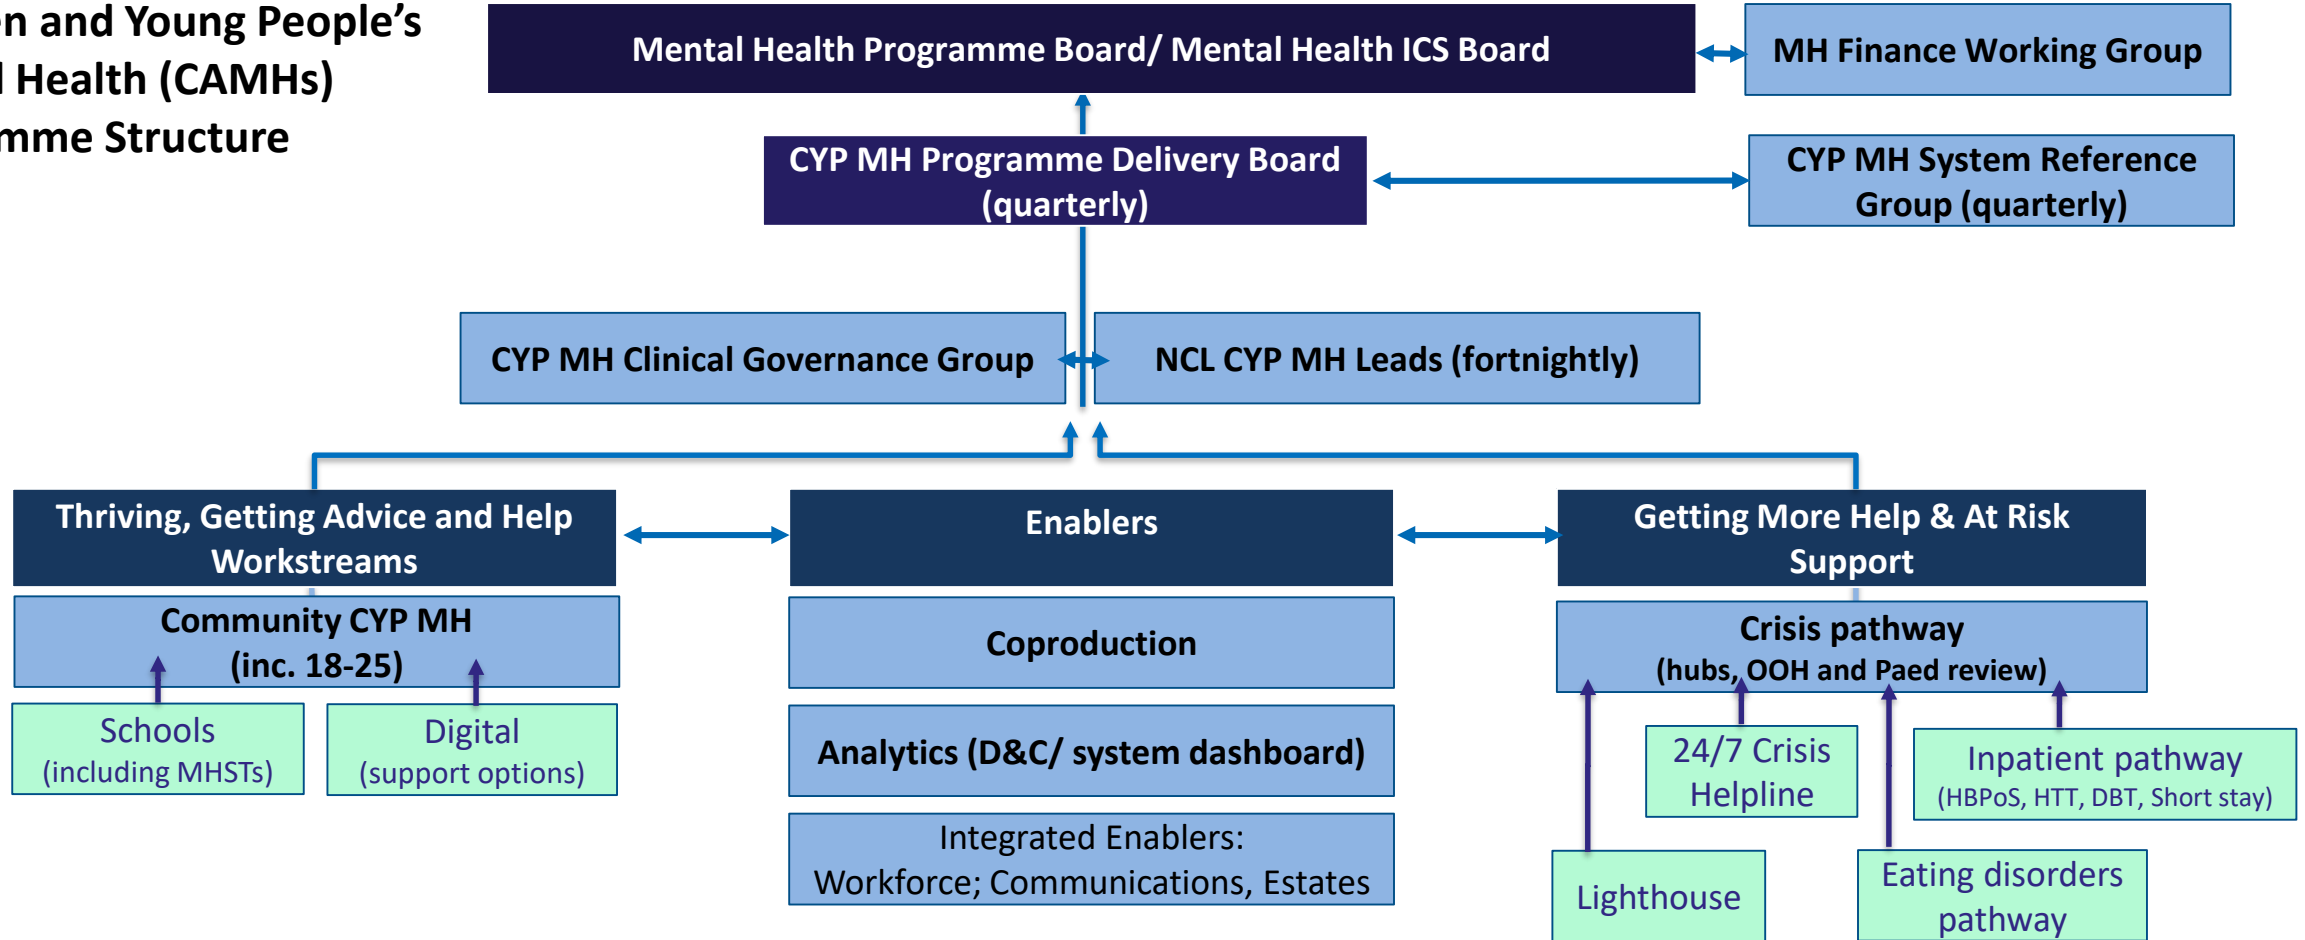 en and Young People's
l Health (CAMHs)
mme Structure
Mental Health Programme Board/ Mental Health ICS Board
MH Finance Working Group
CYP MH Programme Delivery Board
(quarterly)
CYP MH System Reference
Group (quarterly)
CYP MH Clinical Governance Group
NCL CYP MH Leads (fortnightly)
Thriving, Getting Advice and Help
Workstreams
Enablers
Getting More Help & At Risk
Support
Community CYP MH
(inc. 18-25)
Coproduction
Crisis pathway
(hubs, OOH and Paed review)
Schools
(including MHSTs)
Digital
(support options)
Analytics (D&C/ system dashboard)
24/7 Crisis
Helpline
Inpatient pathway
(HBPoS, HTT, DBT, Short stay)
Integrated Enablers:
Workforce; Communications, Estates
Lighthouse
Eating disorders
pathway